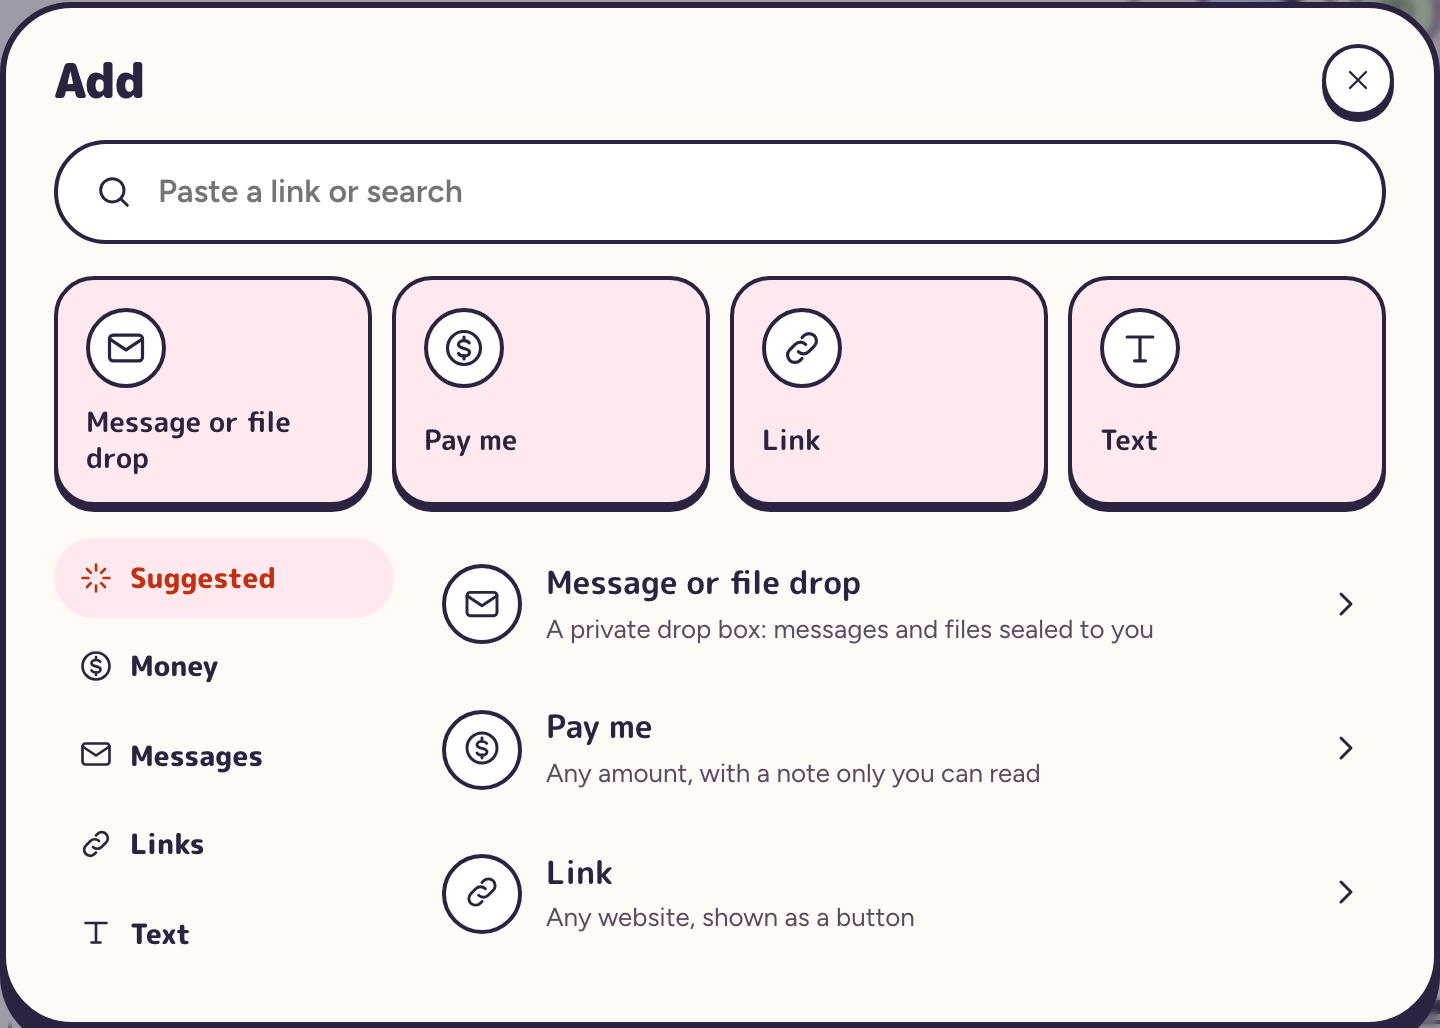 Add
Paste a link or search
Message or file
drop
Pay me
Link
Text
Suggested
Money
Messages
Links
Text
Message or file drop
A private drop box: messages and files sealed to you
Pay me
Any amount, with a note only you can read
Link
Any website, shown as a button